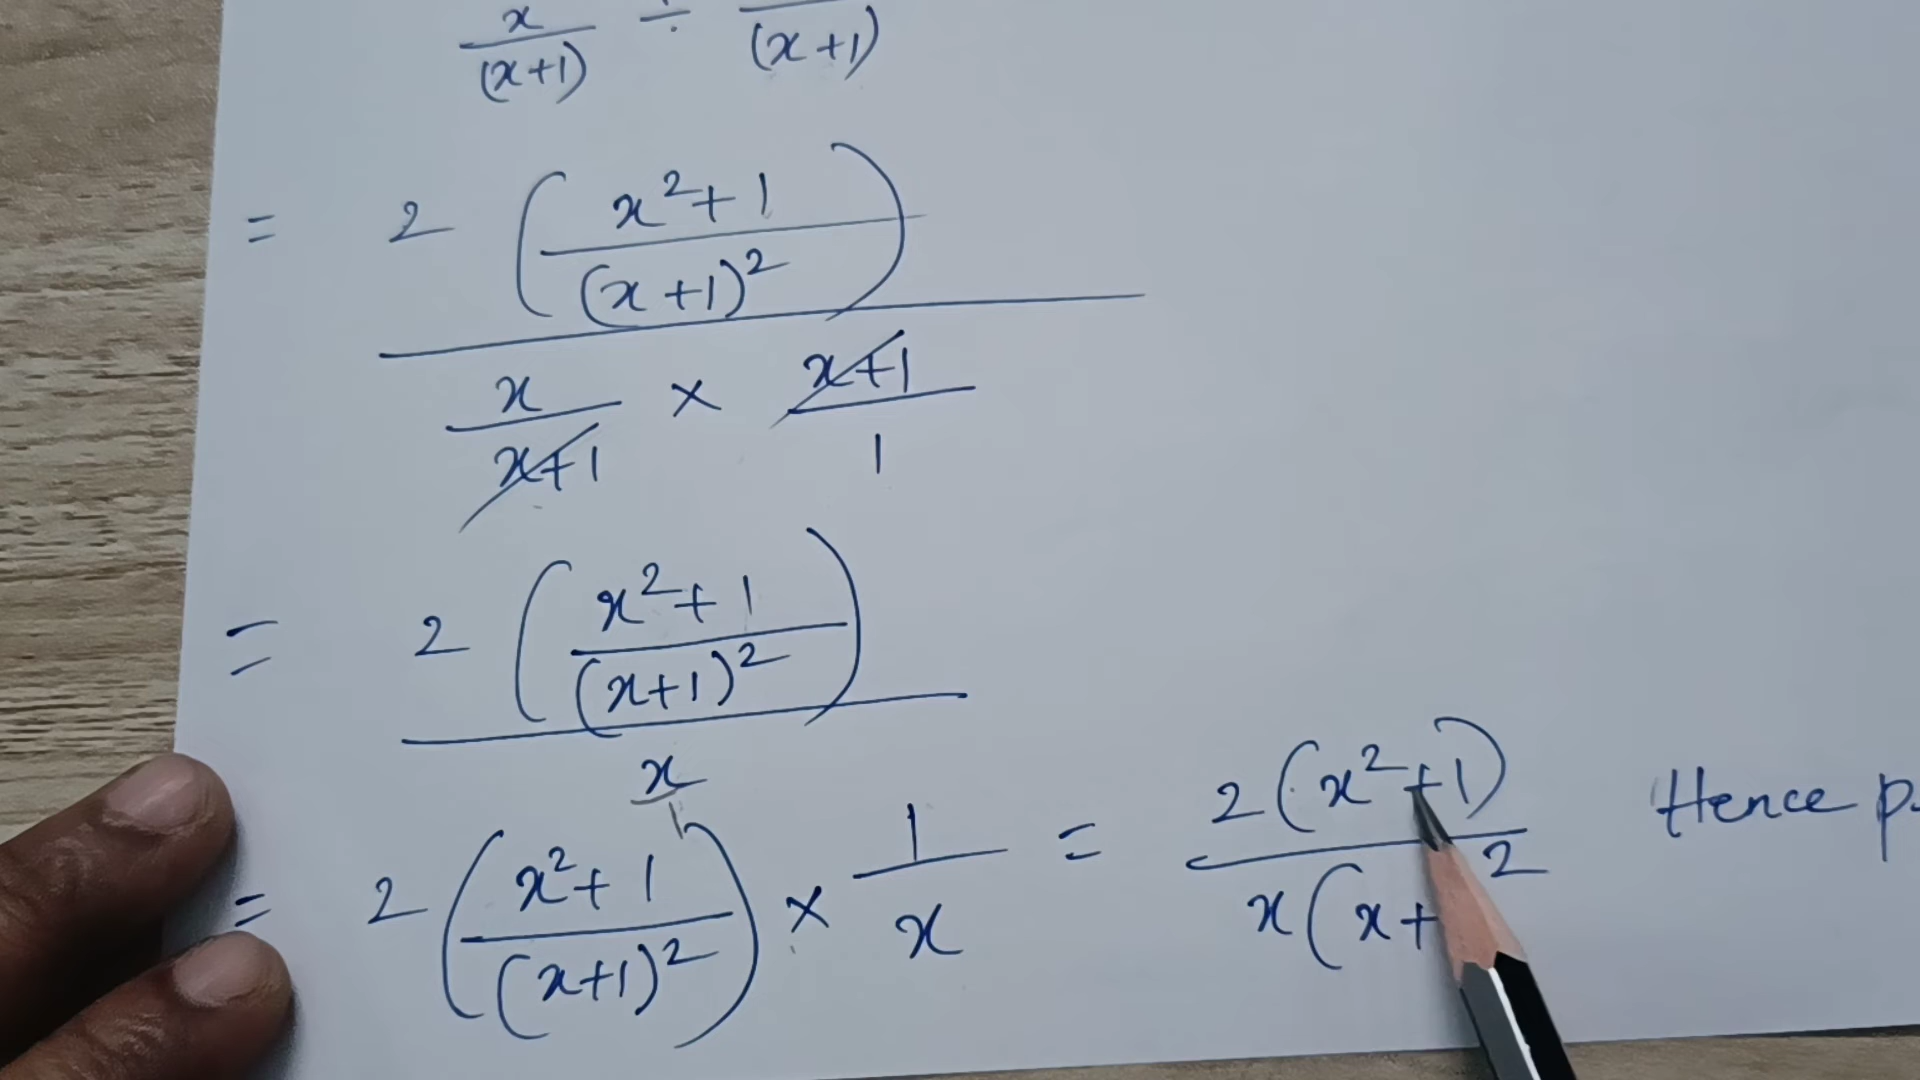 x/(x+1) ÷ /(x+1)
= 2 ((x²+1)/(x+1)²) / (x/(x+1) × (x+1)/1)
= 2 ((x²+1)/(x+1)²) / (x/1)
= 2 ((x²+1)/(x+1)²) × 1/x = 2(x²+1)/x(x+ ² Hence